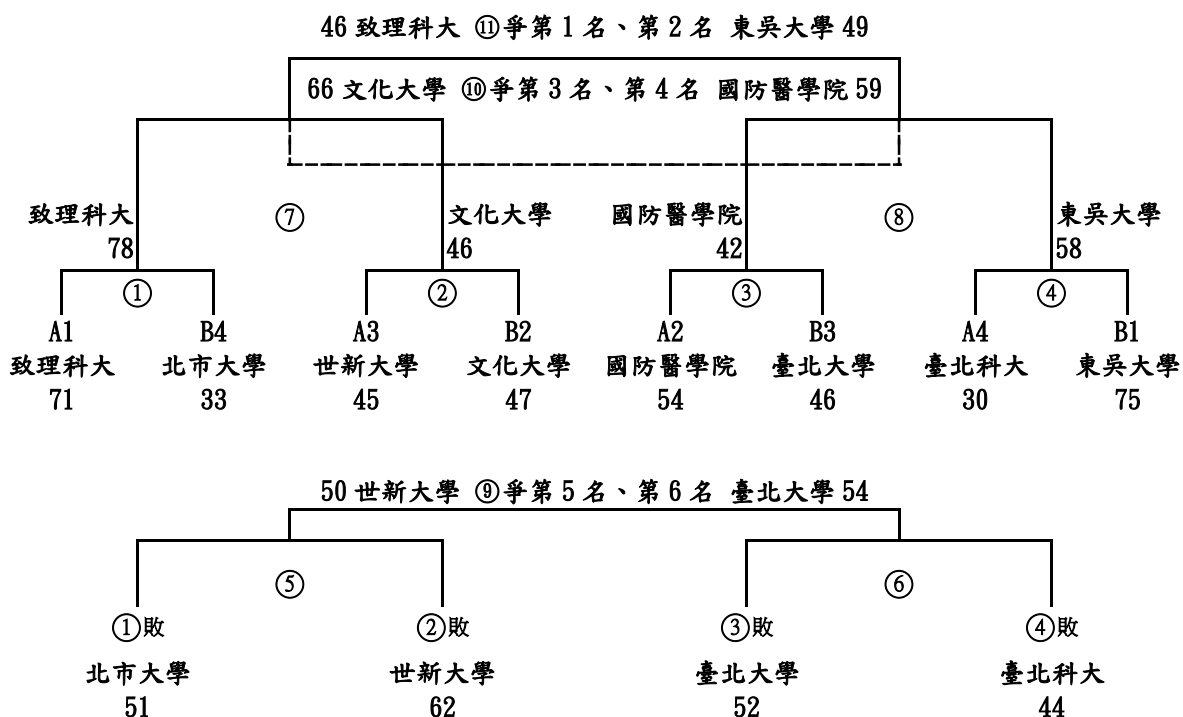 46 致理科大 ⑪爭第 1 名、第 2 名 東吳大學 49
66 文化大學 ⑩爭第 3 名、第 4 名 國防醫學院 59
致理科大 ⑦ 文化大學 國防醫學院 ⑧ 東吳大學
78 46 42 58
① ② ③ ④
A1 B4 A3 B2 A2 B3 A4 B1
致理科大 北市大學 世新大學 文化大學 國防醫學院 臺北大學 臺北科大 東吳大學
71 33 45 47 54 46 30 75
50 世新大學 ⑨爭第 5 名、第 6 名 臺北大學 54
⑤ ⑥
①敗 ②敗 ③敗 ④敗
北市大學 世新大學 臺北大學 臺北科大
51 62 52 44